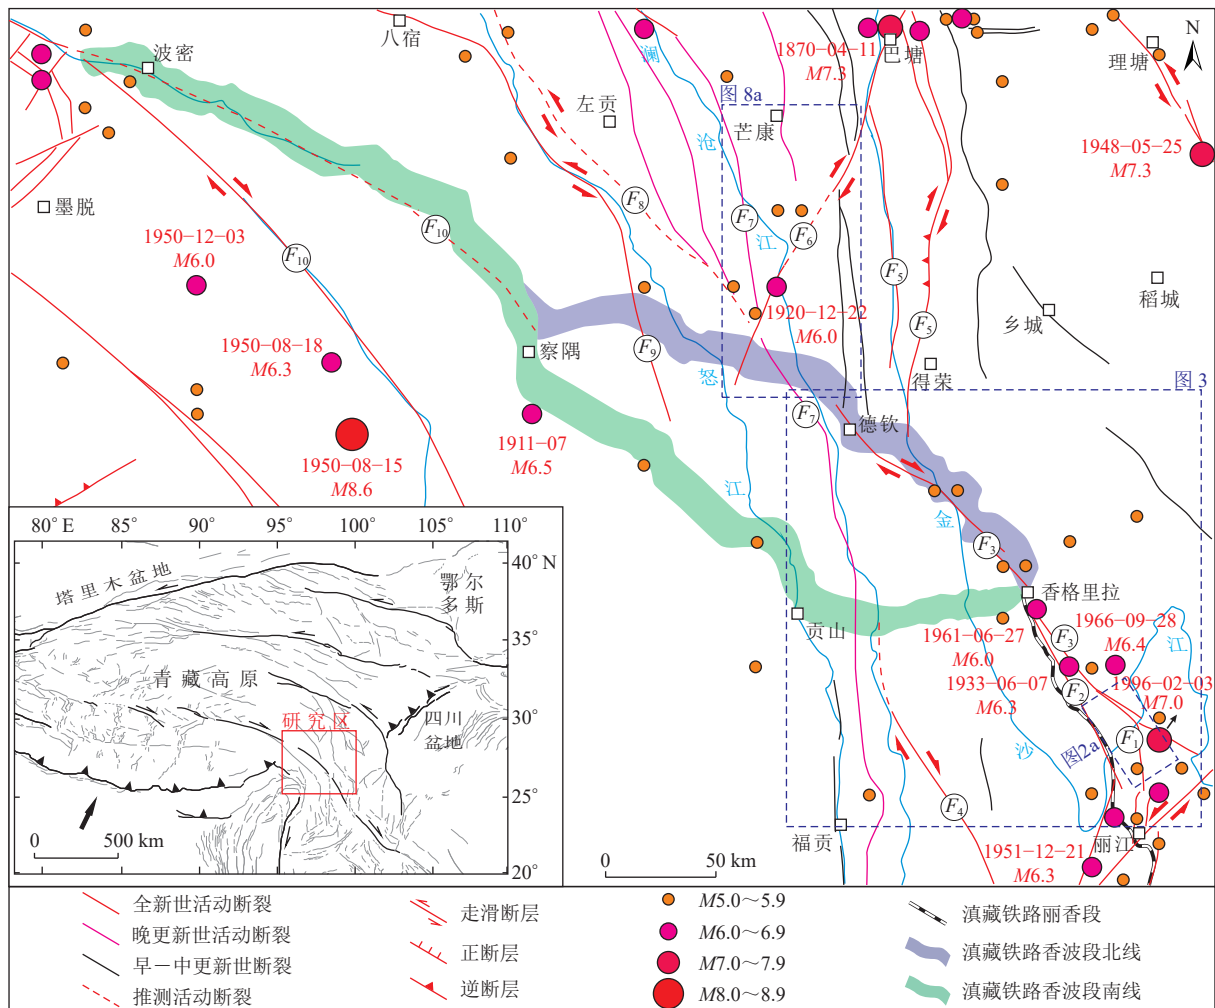 八宿
波密
澜
1870-04-11
M7.3
巴塘
理塘
N
图 8a
左贡
芒康
沧
1948-05-25
M7.3
墨脱
F8
F7
F6
江
F10
1950-12-03
M6.0
F10
F5
稻城
1920-12-22
M6.0
F5
乡城
1950-08-18
M6.3
察隅
F9
怒
得荣
图 3
1911-07
M6.5
F7
德钦
1950-08-15
M8.6
江
金
F3
香格里拉
贡山
1961-06-27
M6.0
F3
1966-09-28
M6.4
江
1933-06-07
M6.3
F2
1996-02-03
M7.0
F1
图2a
沙
F4
福贡
丽江
1951-12-21
M6.3
0
50 km
80° E
85°
90°
95°
100°
105°
110°
40° N
35°
30°
25°
20°
塔里木盆地
鄂尔
多斯
青藏高原
四川
盆地
研究区
0
500 km
全新世活动断裂
晚更新世活动断裂
早—中更新世断裂
推测活动断裂
走滑断层
正断层
逆断层
M5.0～5.9
M6.0～6.9
M7.0～7.9
M8.0～8.9
滇藏铁路丽香段
滇藏铁路香波段北线
滇藏铁路香波段南线